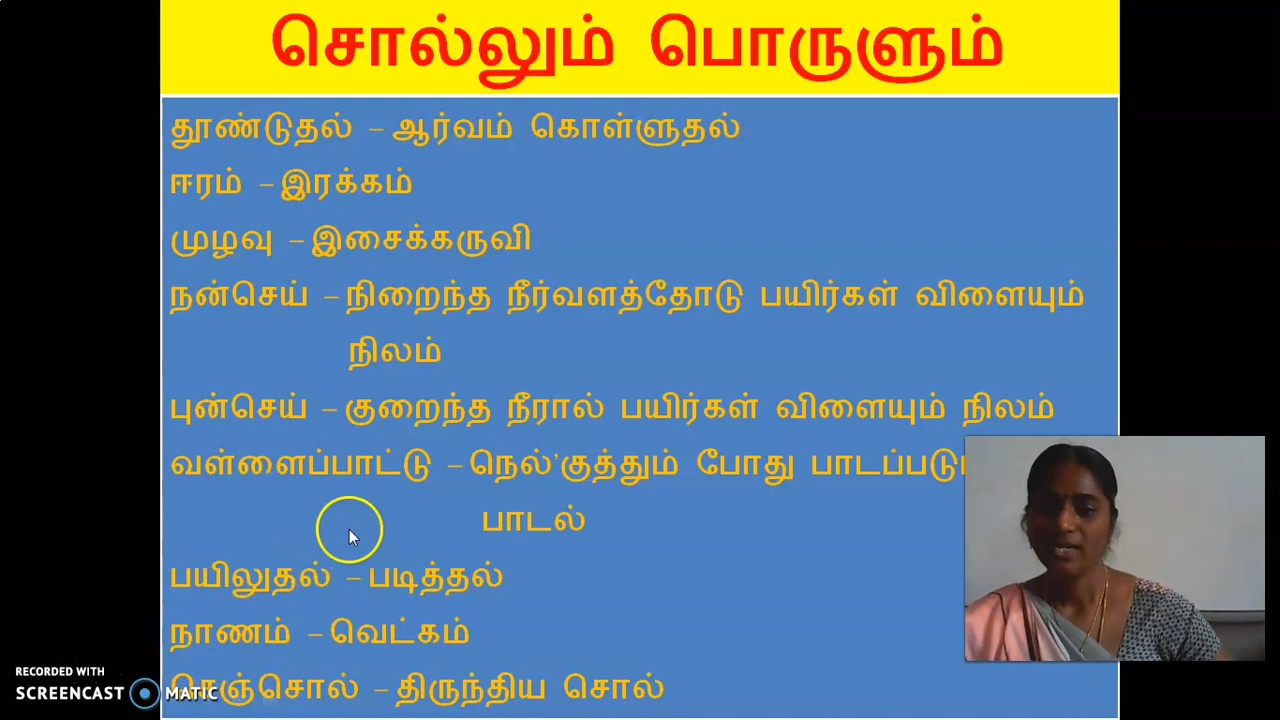 சொல்லும் பொருளும்
தூண்டுதல் – ஆர்வம் கொள்ளுதல்
ஈரம் – இரக்கம்
முழவு – இசைக்கருவி
நன்செய் – நிறைந்த நீர்வளத்தோடு பயிர்கள் விளையும்
நிலம்
புன்செய் – குறைந்த நீரால் பயிர்கள் விளையும் நிலம்
வள்ளைப்பாட்டு – நெல்'குத்தும் போது
பாடல்
பயிலுதல் – படித்தல்
நாணம் – வெட்கம்
– திருந்திய சொல்
RECORDED WITH
SCREENCAST MATIC